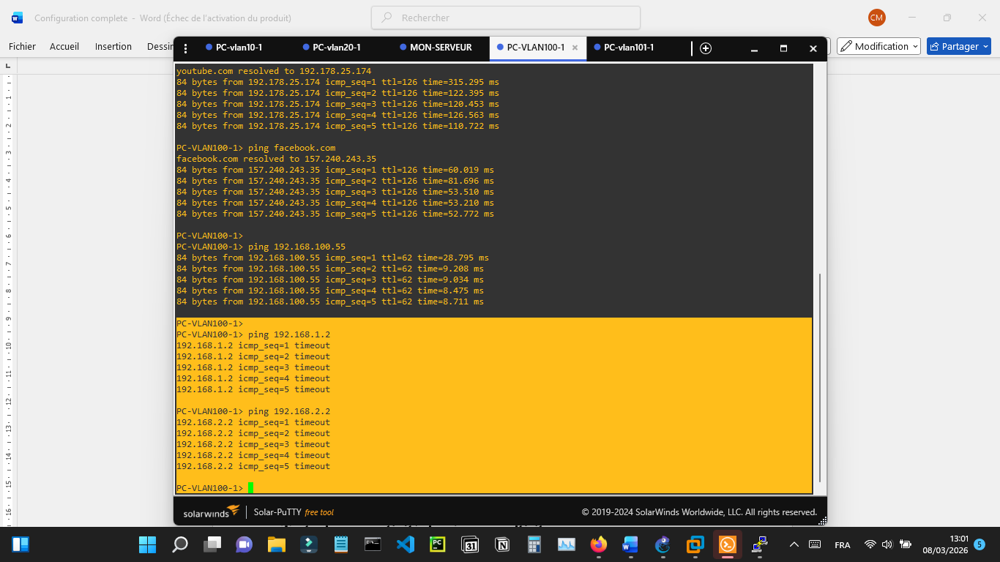 Configuration complete - Word (Échec de l'activation du produit)
Rechercher
CM
Fichier
Accueil
Insertion
Dessin
Modification
Partager
PC-vlan10-1
PC-vlan20-1
MON-SERVEUR
PC-VLAN100-1
PC-vlan101-1
youtube.com resolved to 192.178.25.174
84 bytes from 192.178.25.174 icmp_seq=1 ttl=126 time=315.295 ms
84 bytes from 192.178.25.174 icmp_seq=2 ttl=126 time=122.395 ms
84 bytes from 192.178.25.174 icmp_seq=3 ttl=126 time=120.453 ms
84 bytes from 192.178.25.174 icmp_seq=4 ttl=126 time=126.563 ms
84 bytes from 192.178.25.174 icmp_seq=5 ttl=126 time=110.722 ms
PC-VLAN100-1> ping facebook.com
facebook.com resolved to 157.240.243.35
84 bytes from 157.240.243.35 icmp_seq=1 ttl=126 time=60.019 ms
84 bytes from 157.240.243.35 icmp_seq=2 ttl=126 time=81.696 ms
84 bytes from 157.240.243.35 icmp_seq=3 ttl=126 time=53.510 ms
84 bytes from 157.240.243.35 icmp_seq=4 ttl=126 time=53.210 ms
84 bytes from 157.240.243.35 icmp_seq=5 ttl=126 time=52.772 ms
PC-VLAN100-1>
PC-VLAN100-1> ping 192.168.100.55
84 bytes from 192.168.100.55 icmp_seq=1 ttl=62 time=28.795 ms
84 bytes from 192.168.100.55 icmp_seq=2 ttl=62 time=9.208 ms
84 bytes from 192.168.100.55 icmp_seq=3 ttl=62 time=9.034 ms
84 bytes from 192.168.100.55 icmp_seq=4 ttl=62 time=8.475 ms
84 bytes from 192.168.100.55 icmp_seq=5 ttl=62 time=8.711 ms
PC-VLAN100-1>
PC-VLAN100-1> ping 192.168.1.2
192.168.1.2 icmp_seq=1 timeout
192.168.1.2 icmp_seq=2 timeout
192.168.1.2 icmp_seq=3 timeout
192.168.1.2 icmp_seq=4 timeout
192.168.1.2 icmp_seq=5 timeout
PC-VLAN100-1> ping 192.168.2.2
192.168.2.2 icmp_seq=1 timeout
192.168.2.2 icmp_seq=2 timeout
192.168.2.2 icmp_seq=3 timeout
192.168.2.2 icmp_seq=4 timeout
192.168.2.2 icmp_seq=5 timeout
PC-VLAN100-1>
solarwinds
Solar-PuTTY free tool
© 2019-2024 SolarWinds Worldwide, LLC. All rights reserved.
1
2
3
4
5
6
7
8
9
10
11
12
13
14
15
16
31
FRA
13:01
08/03/2026
5